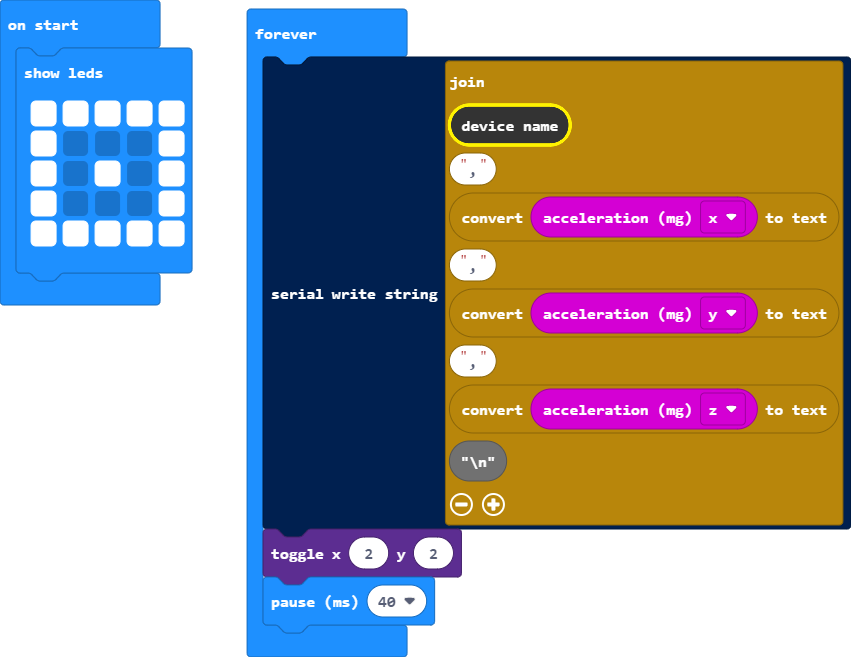 on start
show leds
forever
serial write string
join
device name
","
convert acceleration (mg) x to text
","
convert acceleration (mg) y to text
","
convert acceleration (mg) z to text
"\n"
toggle x 2 y 2
pause (ms) 40